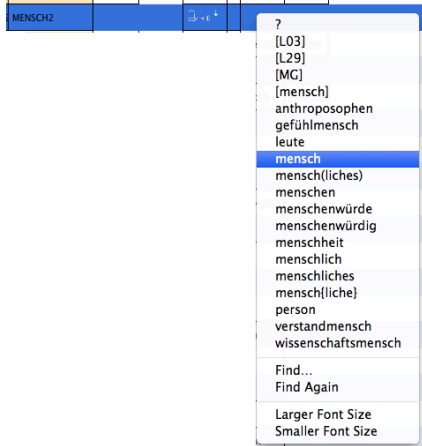 MENSCH2
?
[L03]
[L29]
[MG]
[mensch]
anthroposophen
gefühlmensch
leute
mensch
mensch(liches)
menschen
menschenwürde
menschenwürdig
menschheit
menschlich
menschliches
mensch{liche}
person
verstandmensch
wissenschaftsmensch
Find...
Find Again
Larger Font Size
Smaller Font Size